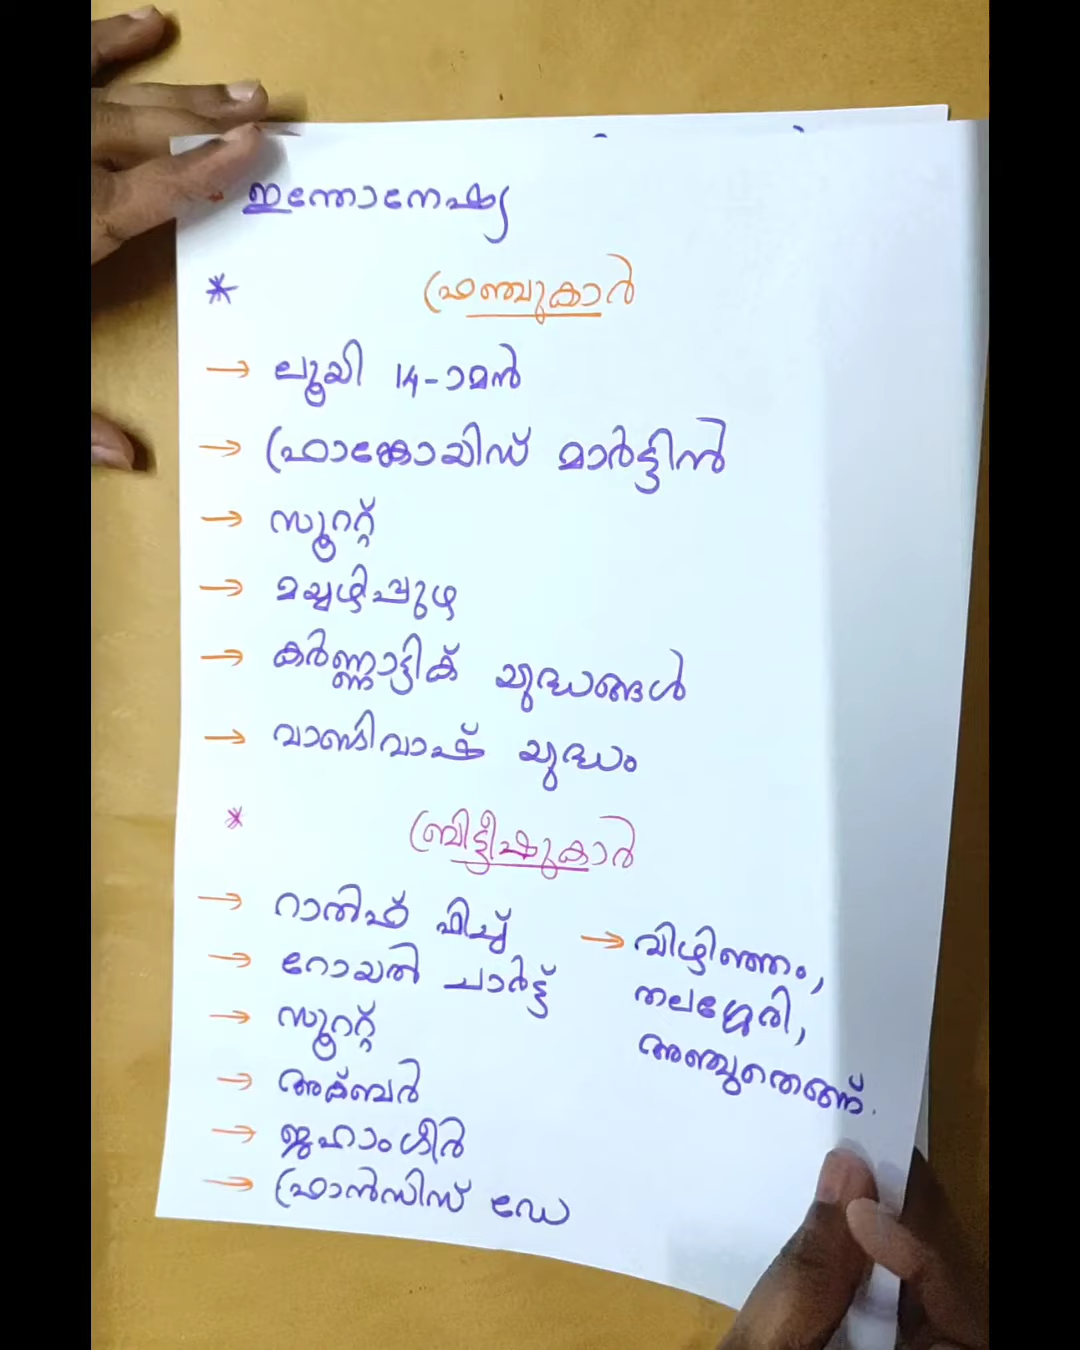 ഇന്തോനേഷ്യ
* ഫ്രഞ്ചുകാർ
→ ലൂയി 14-ാമൻ
→ ഫ്രാങ്കോയിസ് മാർട്ടിൻ
→ സൂററ്റ്
→ മയ്യഴിപ്പുഴ
→ കർണ്ണാട്ടിക് യുദ്ധങ്ങൾ
→ വാണ്ടിവാഷ് യുദ്ധം
* ബ്രിട്ടീഷുകാർ
→ റാൽഫ് ഫിച്ച്
→ റോയൽ ചാർട്ട്
→ സൂററ്റ്
→ അക്ബർ
→ ജഹാംഗീർ
→ ഫ്രാൻസിസ് ഡേ
→ വിഴിഞ്ഞം,
തലശ്ശേരി,
അഞ്ചുതെങ്ങ്.